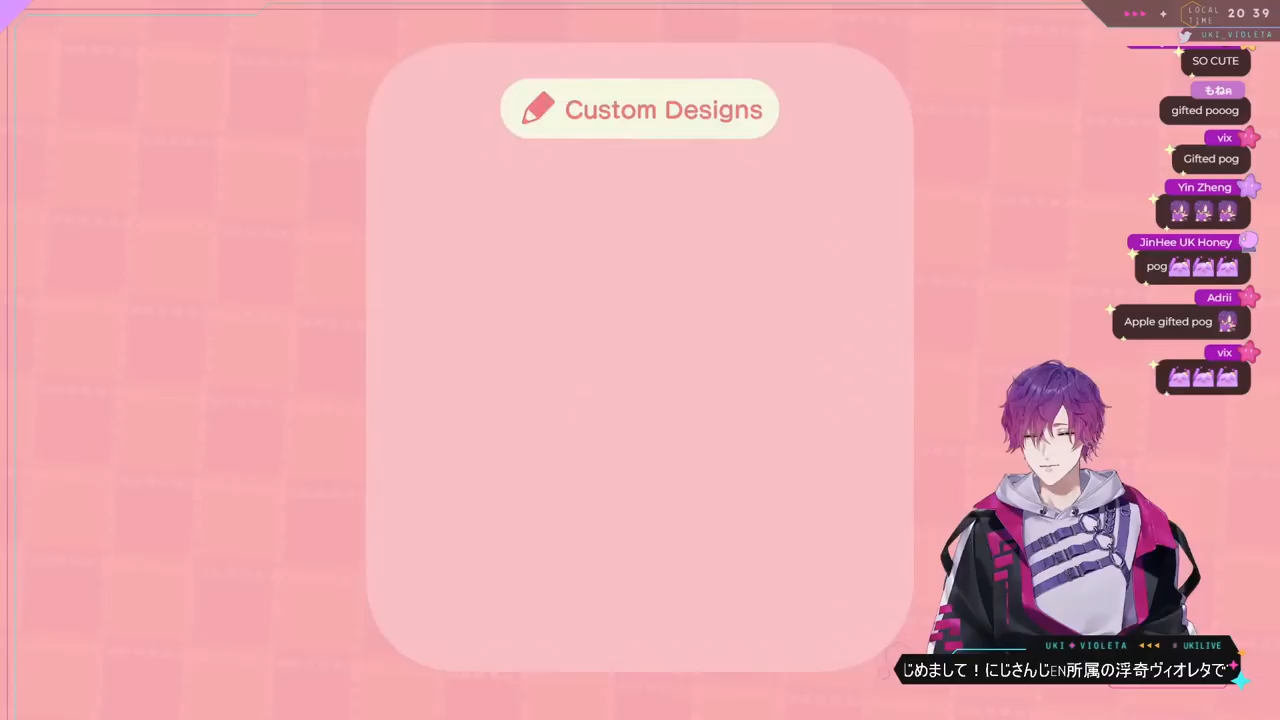 LOCAL
TIME
20 39
UKI_VIOLETA
SO CUTE
もねค
gifted pooog
vix
Gifted pog
Yin Zheng
JinHee UK Honey
pog
Adrii
Apple gifted pog
vix
Custom Designs
UKI VIOLETA
UKILIVE
じめまして！にじさんじEN所属の浮奇ヴィオレタで